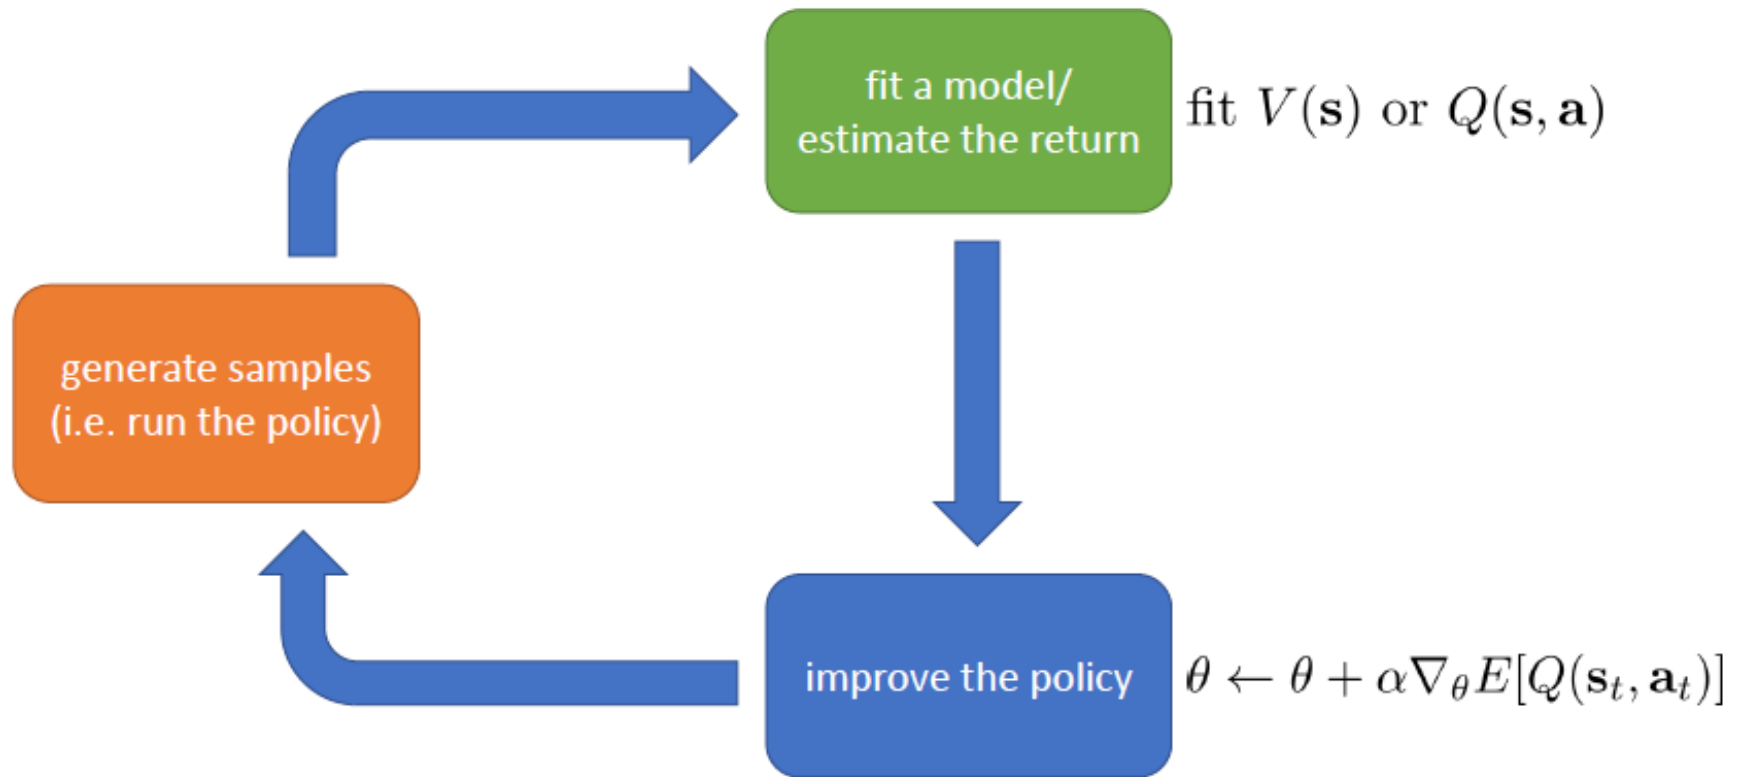 fit a model/
estimate the return
fit V(s) or Q(s, a)
generate samples
(i.e. run the policy)
improve the policy
θ ← θ + α∇θE[Q(st, at)]